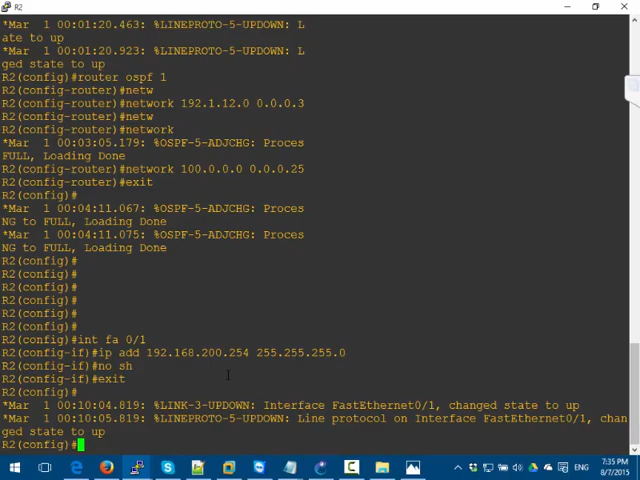 R2
*Mar  1 00:01:20.463: %LINEPROTO-5-UPDOWN: L
ate to up
*Mar  1 00:01:20.923: %LINEPROTO-5-UPDOWN: L
ged state to up
R2(config)#router ospf 1
R2(config-router)#netw
R2(config-router)#network 192.1.12.0 0.0.0.3
R2(config-router)#netw
R2(config-router)#network
*Mar  1 00:03:05.179: %OSPF-5-ADJCHG: Proces
FULL, Loading Done
R2(config-router)#network 100.0.0.0 0.0.0.25
R2(config-router)#exit
R2(config)#
*Mar  1 00:04:11.067: %OSPF-5-ADJCHG: Proces
NG to FULL, Loading Done
*Mar  1 00:04:11.075: %OSPF-5-ADJCHG: Proces
NG to FULL, Loading Done
R2(config)#
R2(config)#
R2(config)#
R2(config)#
R2(config)#
R2(config)#
R2(config)#int fa 0/1
R2(config-if)#ip add 192.168.200.254 255.255.255.0
R2(config-if)#no sh
R2(config-if)#exit
R2(config)#
*Mar  1 00:10:04.819: %LINK-3-UPDOWN: Interface FastEthernet0/1, changed state to up
*Mar  1 00:10:05.819: %LINEPROTO-5-UPDOWN: Line protocol on Interface FastEthernet0/1, chan
ged state to up
R2(config)#
ENG
7:35 PM
8/7/2015